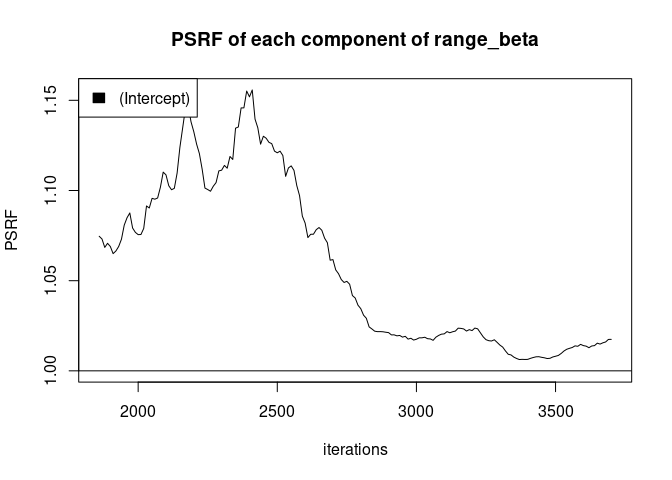 PSRF of each component of range_beta
(Intercept)
PSRF
1.15
1.10
1.05
1.00
2000
2500
3000
3500
iterations